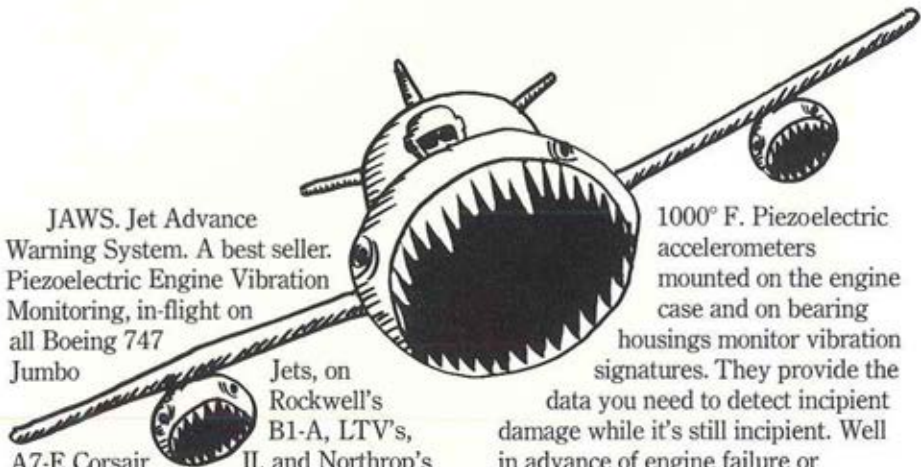 JAWS. Jet Advance
Warning System. A best seller.
Piezoelectric Engine Vibration
Monitoring, in-flight on
all Boeing 747
Jumbo Jets, on
Rockwell's
B1-A, LTV's,
A7-E Corsair II, and Northrop's
1000° F. Piezoelectric
accelerometers
mounted on the engine
case and on bearing
housings monitor vibration
signatures. They provide the
data you need to detect incipient
damage while it's still incipient. Well
in advance of engine failure or